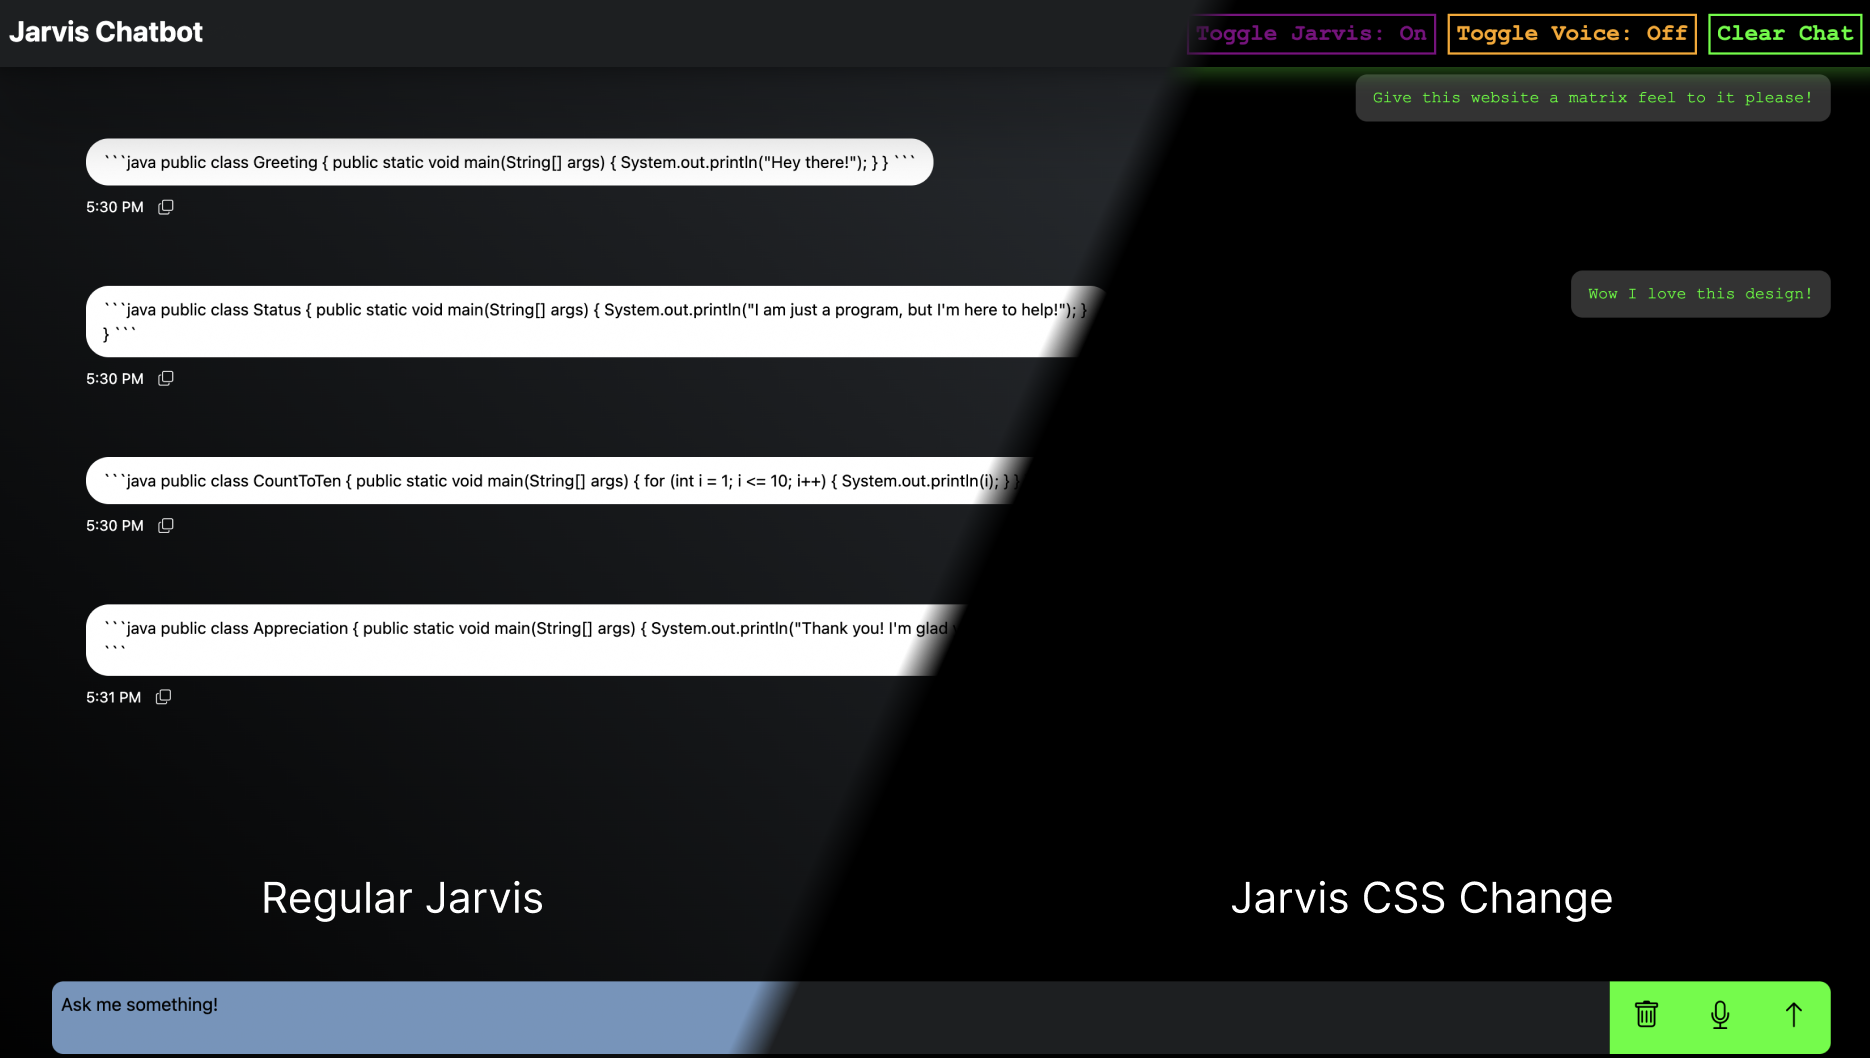 Jarvis Chatbot
Toggle Jarvis: On
Toggle Voice: Off
Clear Chat
Give this website a matrix feel to it please!
```java public class Greeting { public static void main(String[] args) { System.out.println("Hey there!"); } } ```
5:30 PM
Wow I love this design!
```java public class Status { public static void main(String[] args) { System.out.println("I am just a program, but I'm here to help!"); }
} ```
5:30 PM
```java public class CountToTen { public static void main(String[] args) { for (int i = 1; i <= 10; i++) { System.out.println(i); } }
5:30 PM
```java public class Appreciation { public static void main(String[] args) { System.out.println("Thank you! I'm glad
```
5:31 PM
Regular Jarvis
Jarvis CSS Change
Ask me something!